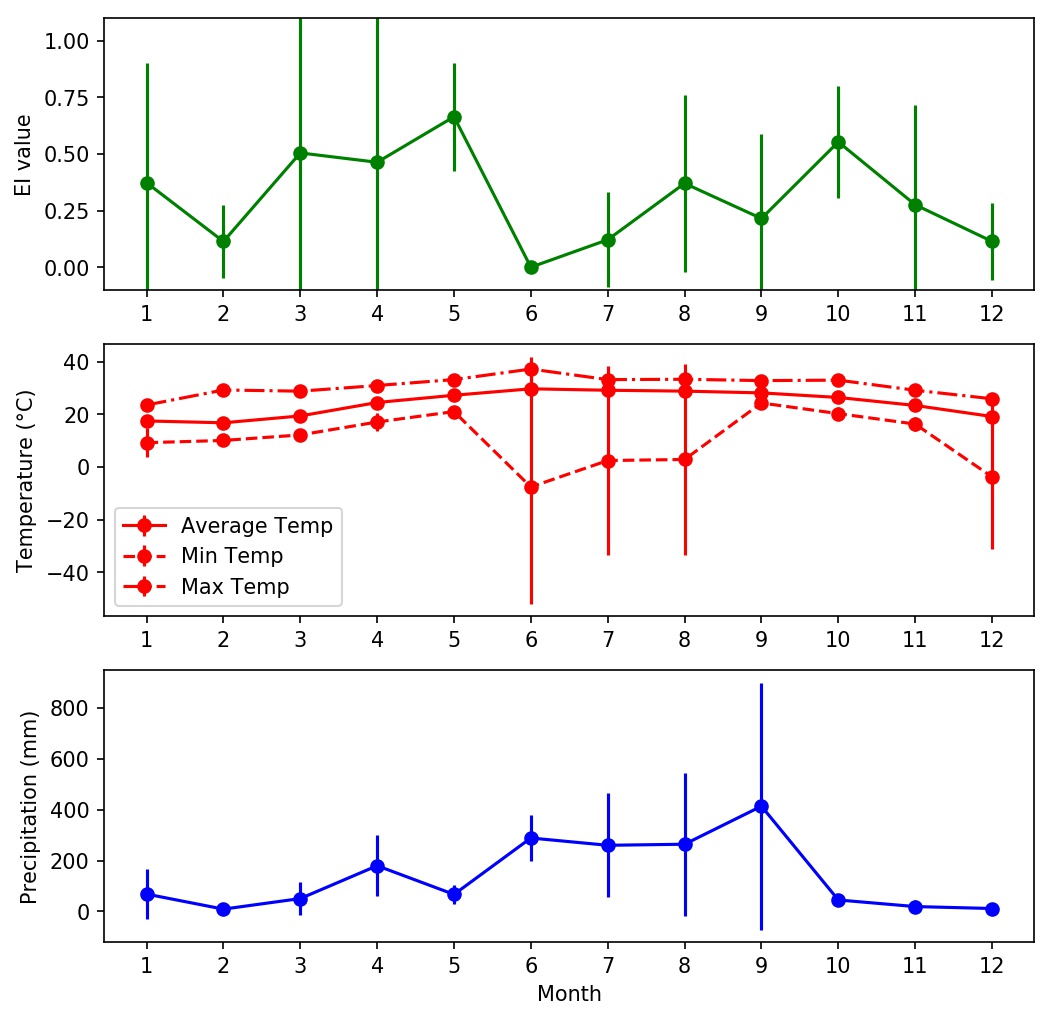 1.00
0.75
0.50
0.25
0.00
EI value
1 2 3 4 5 6 7 8 9 10 11 12
40
20
0
−20
−40
Temperature (°C)
Average Temp
Min Temp
Max Temp
1 2 3 4 5 6 7 8 9 10 11 12
800
600
400
200
0
Precipitation (mm)
1 2 3 4 5 6 7 8 9 10 11 12
Month